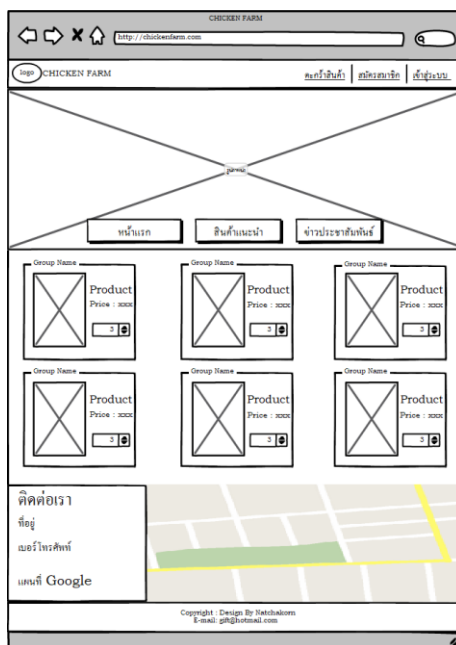 CHICKEN FARM
http://chickenfarm.com
logo CHICKEN FARM
ตะกร้าสินค้า สมัครสมาชิก เข้าสู่ระบบ
หน้าแรก สินค้าแนะนำ ข่าวประชาสัมพันธ์
Group Name Group Name Group Name
Product Product Product
Price : xxx Price : xxx Price : xxx
3 3 3
Group Name Group Name Group Name
Product Product Product
Price : xxx Price : xxx Price : xxx
3 3 3
ติดต่อเรา
ที่อยู่
เบอร์โทรศัพท์
แผนที่ Google
Copyright : Design By Natchakorn
E-mail: gift@hotmail.com